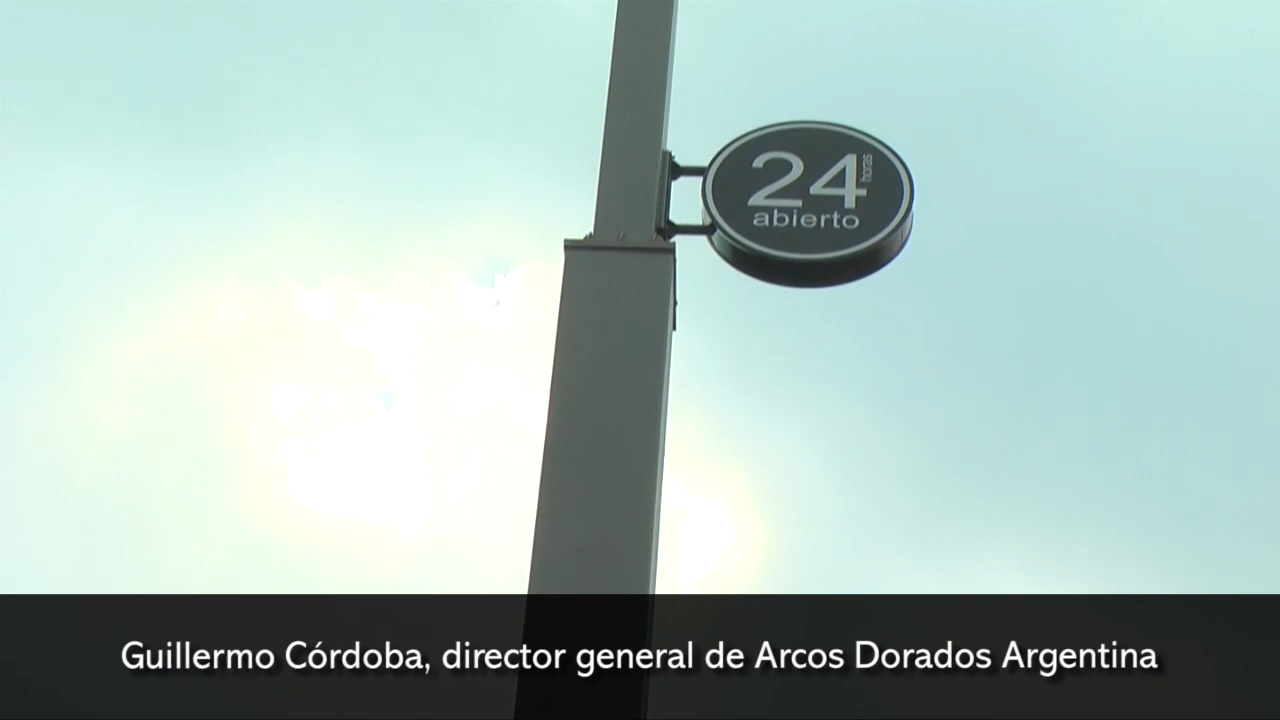 24 horas
abierto
Guillermo Córdoba, director general de Arcos Dorados Argentina